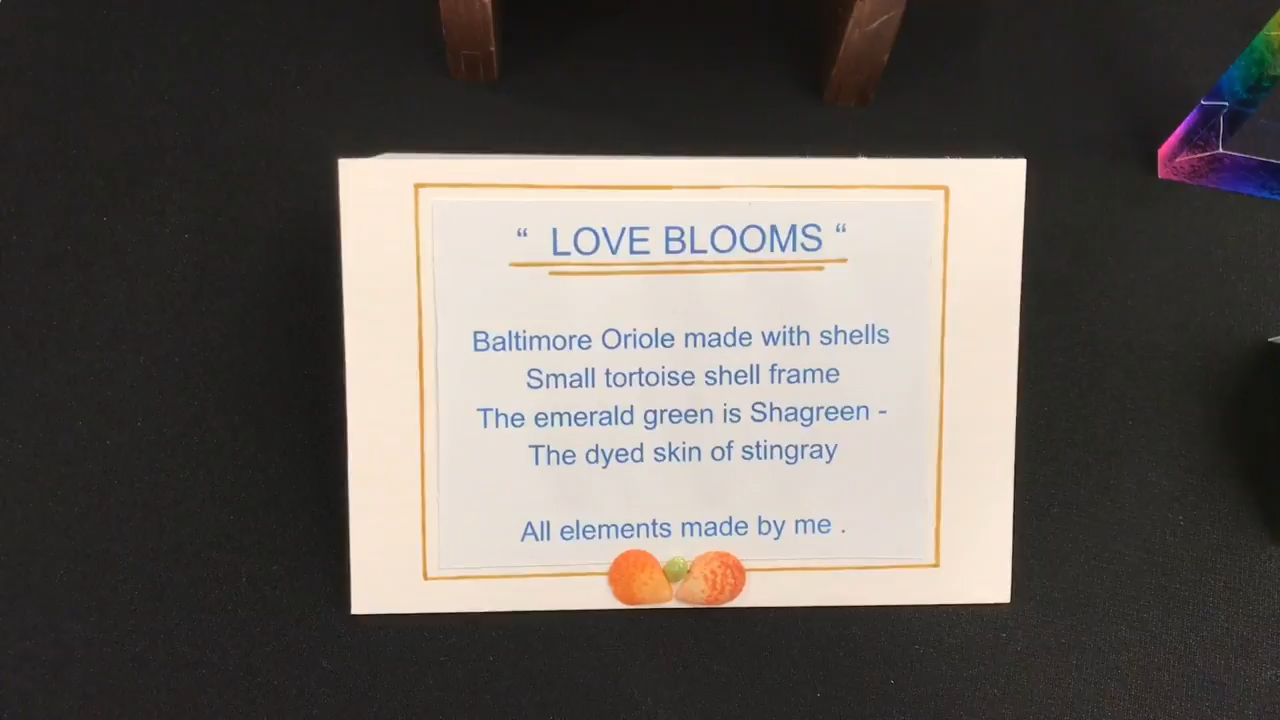 “ LOVE BLOOMS “
Baltimore Oriole made with shells
Small tortoise shell frame
The emerald green is Shagreen -
The dyed skin of stingray
All elements made by me .